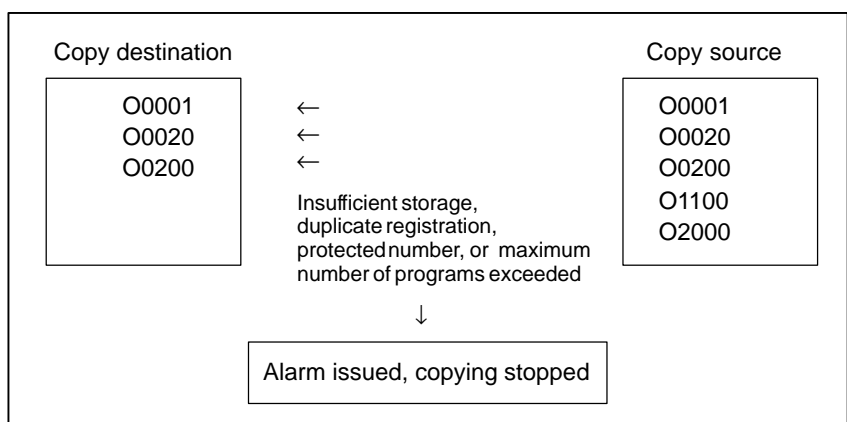 Copy destination
Copy source
O0001
O0020
O0200
←
←
←
O0001
O0020
O0200
O1100
O2000
Insufficient storage,
duplicate registration,
protected number, or maximum
number of programs exceeded
↓
Alarm issued, copying stopped